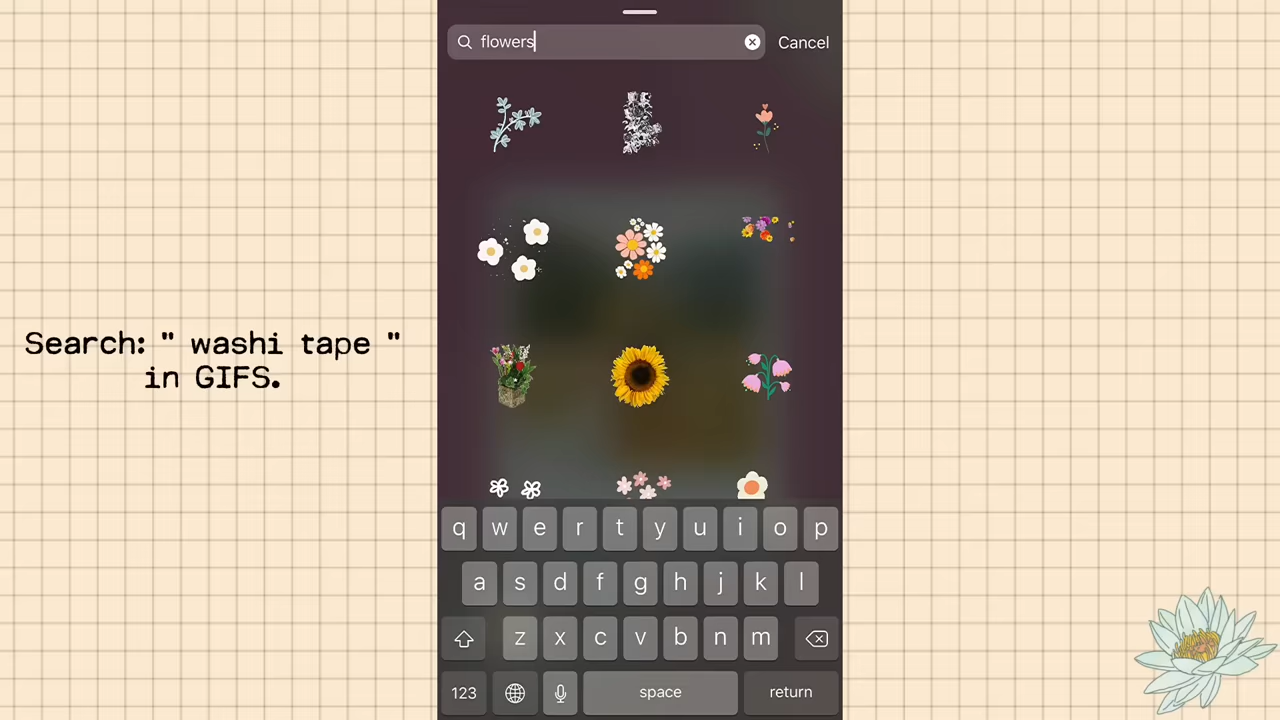 flowers
Cancel
Search: " washi tape "
in GIFS.
q w e r t y u i o p
a s d f g h j k l
z x c v b n m
123 space return